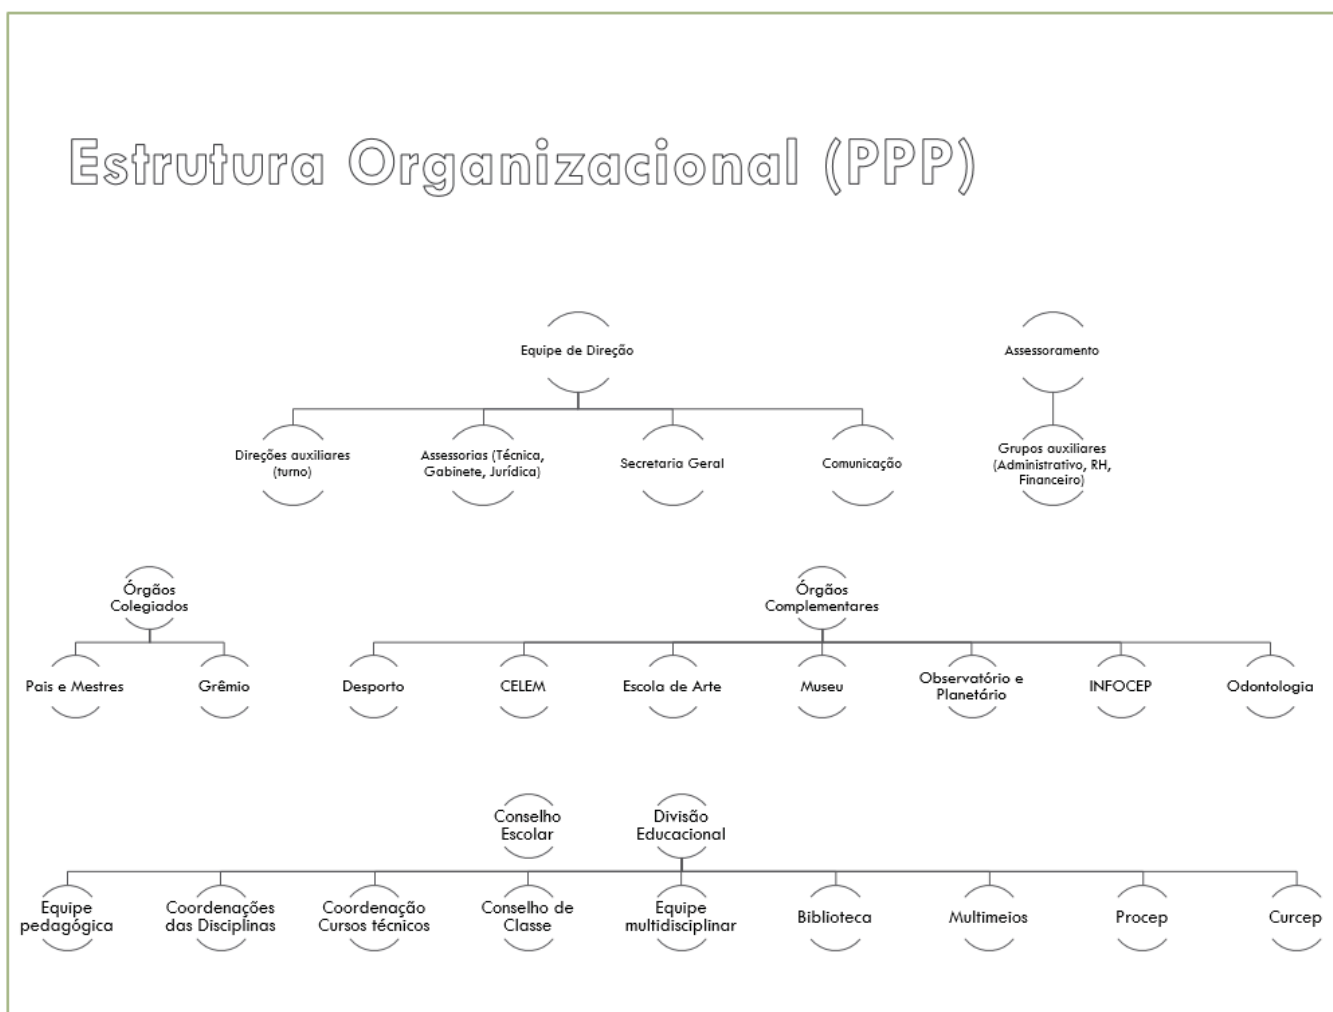 Estrutura Organizacional (PPP)
Equipe de Direção
Assessoramento
Direções auxiliares
(turno)
Assessorias (Técnica,
Gabinete, Jurídica)
Secretaria Geral
Comunicação
Grupos auxiliares
(Administrativo, RH,
Financeiro)
Órgãos
Colegiados
Órgãos
Complementares
Pais e Mestres
Grêmio
Desporto
CELEM
Escola de Arte
Museu
Observatório e
Planetário
INFOCEP
Odontologia
Conselho
Escolar
Divisão
Educacional
Equipe
pedagógica
Coordenações
das Disciplinas
Coordenação
Cursos técnicos
Conselho de
Classe
Equipe
multidisciplinar
Biblioteca
Multimeios
Procep
Curcep